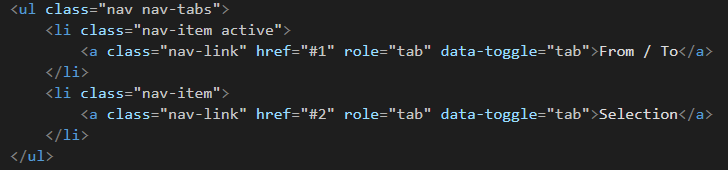 <ul class="nav nav-tabs">
<li class="nav-item active">
<a class="nav-link" href="#1" role="tab" data-toggle="tab">From / To</a>
</li>
<li class="nav-item">
<a class="nav-link" href="#2" role="tab" data-toggle="tab">Selection</a>
</li>
</ul>